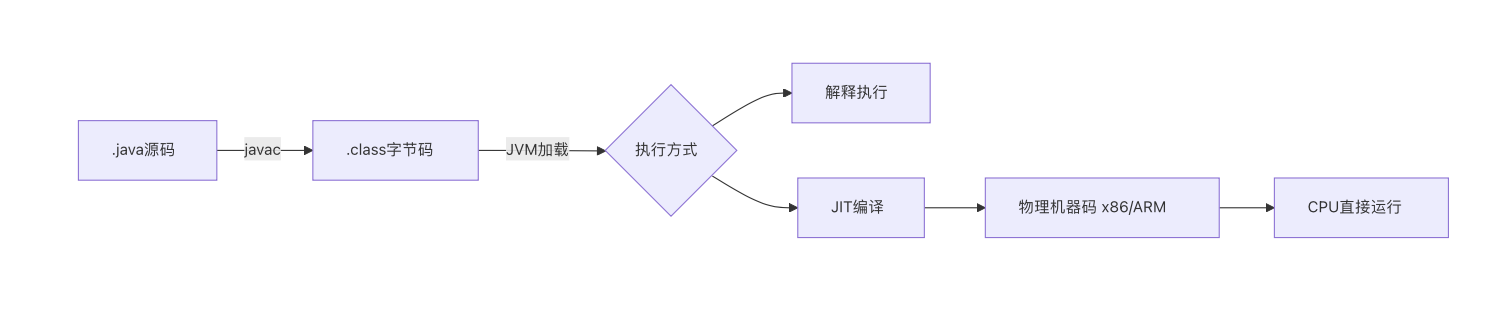 .java源码
javac
.class字节码
JVM加载
执行方式
解释执行
JIT编译
物理机器码 x86/ARM
CPU直接运行